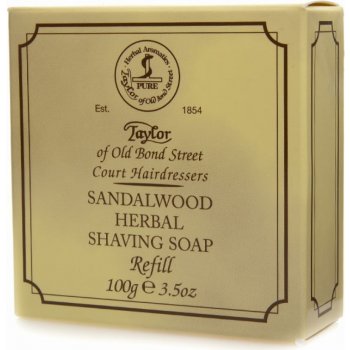 Herbal Aromatics
PURE
Taylor of Old Bond Street
Est. 1854
Taylor
of Old Bond Street
Court Hairdressers
SANDALWOOD
HERBAL
SHAVING SOAP
Refill
100g ℮ 3.5oz